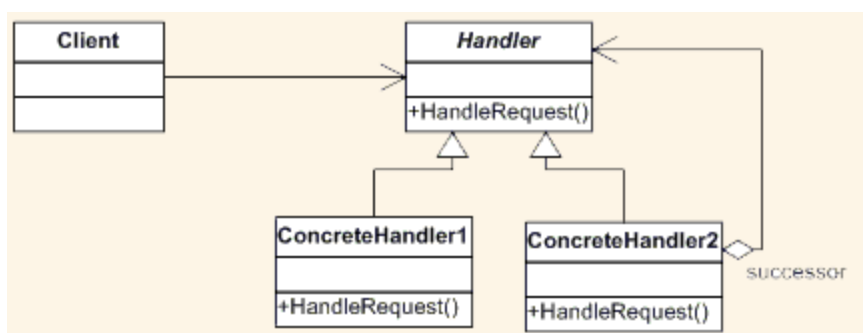 Client
Handler
+HandleRequest()
ConcreteHandler1
+HandleRequest()
ConcreteHandler2
successor
+HandleRequest()